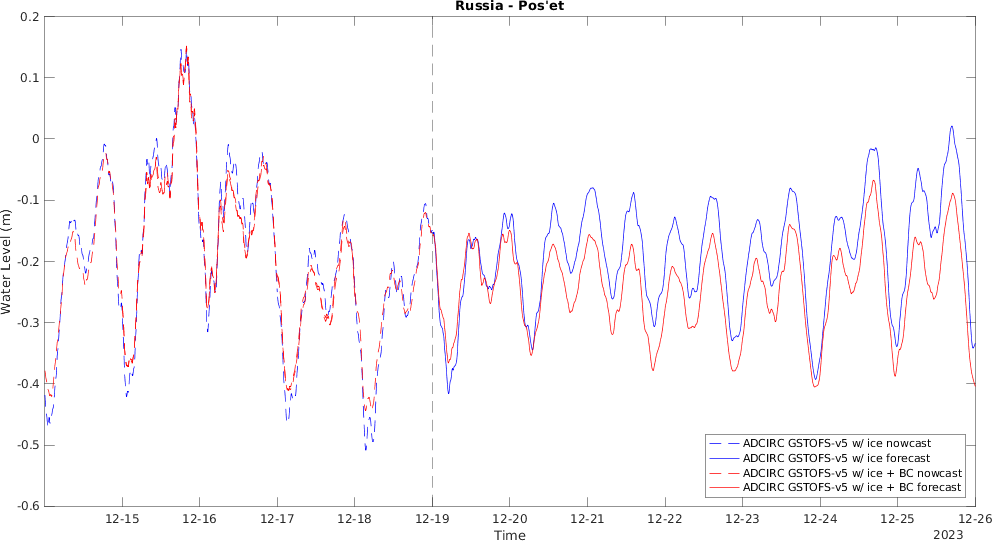 Russia - Pos'et
0.2
0.1
0
-0.1
-0.2
-0.3
-0.4
-0.5
-0.6
Water Level (m)
ADCIRC GSTOFS-v5 w/ ice nowcast
ADCIRC GSTOFS-v5 w/ ice forecast
ADCIRC GSTOFS-v5 w/ ice + BC nowcast
ADCIRC GSTOFS-v5 w/ ice + BC forecast
12-15 12-16 12-17 12-18 12-19 12-20 12-21 12-22 12-23 12-24 12-25 12-26
Time
2023